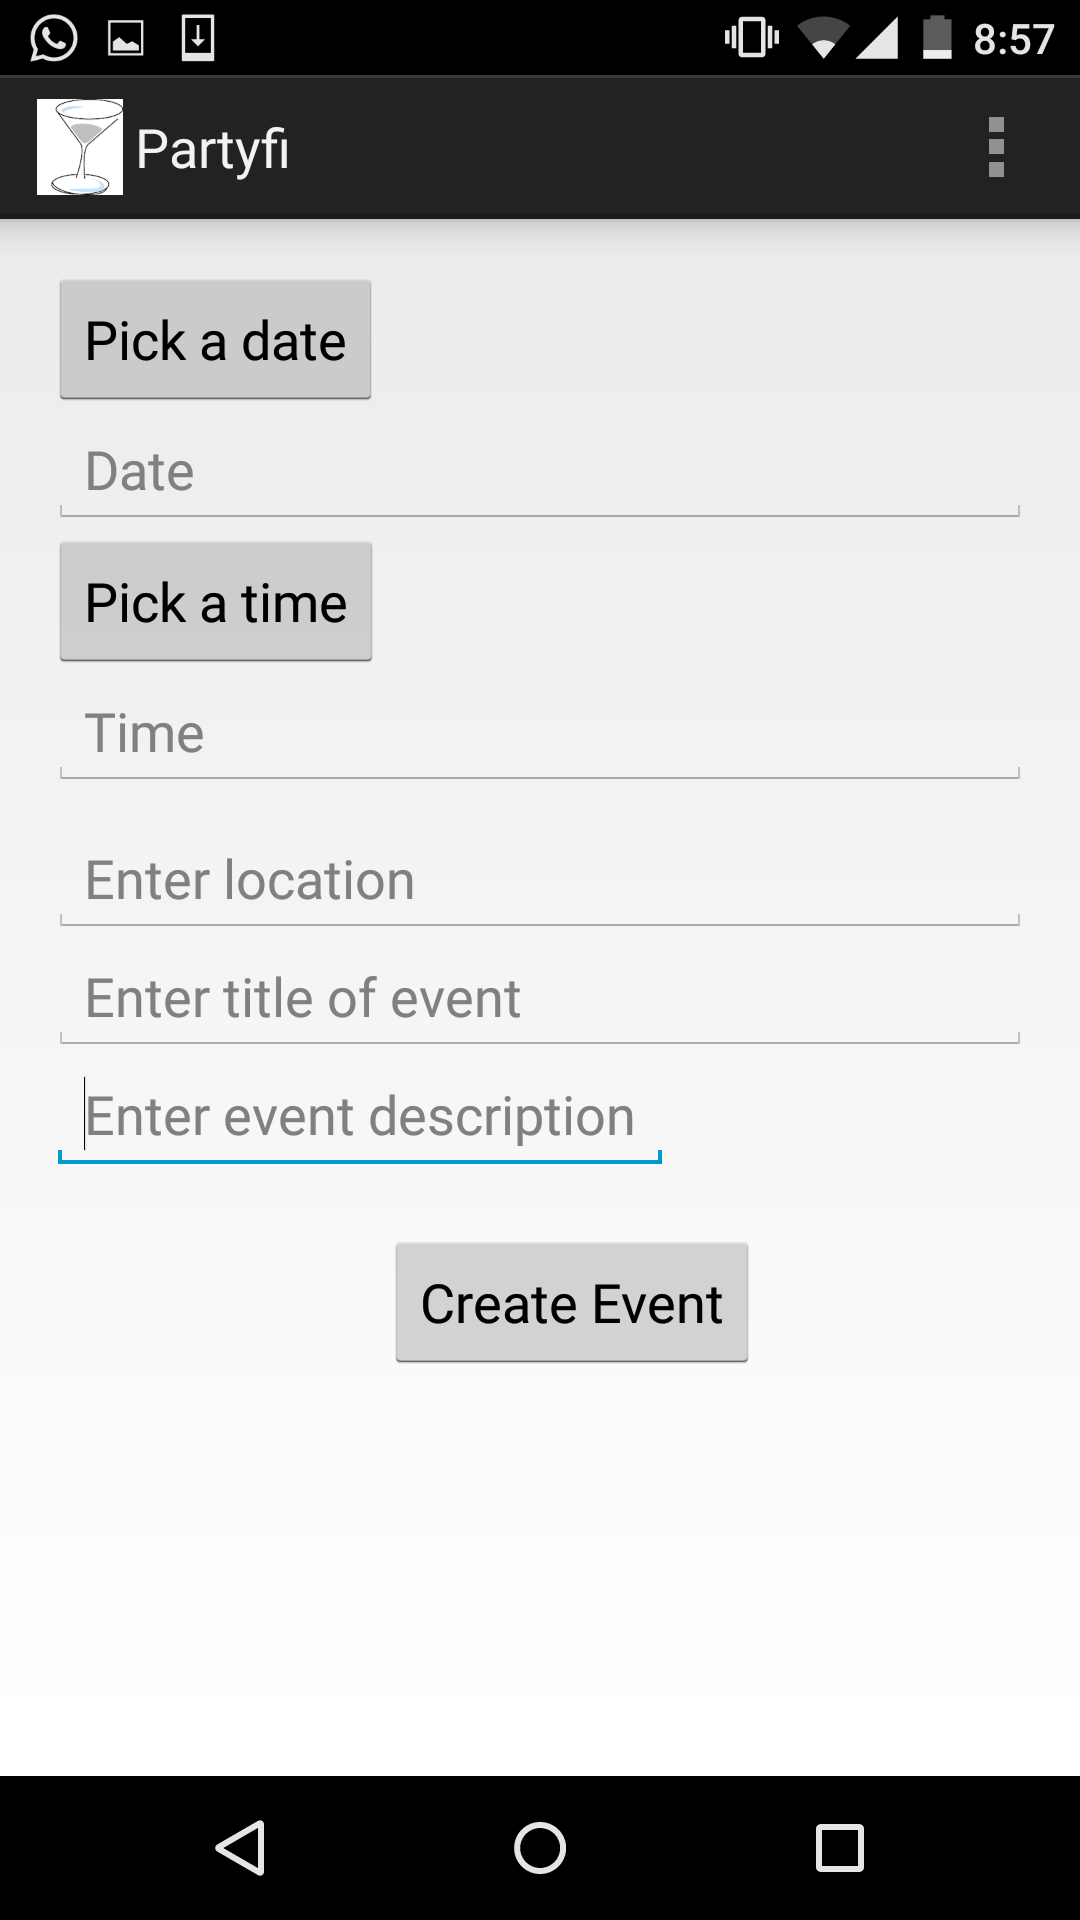 8:57
Partyfi
Pick a date
Date
Pick a time
Time
Enter location
Enter title of event
Enter event description
Create Event